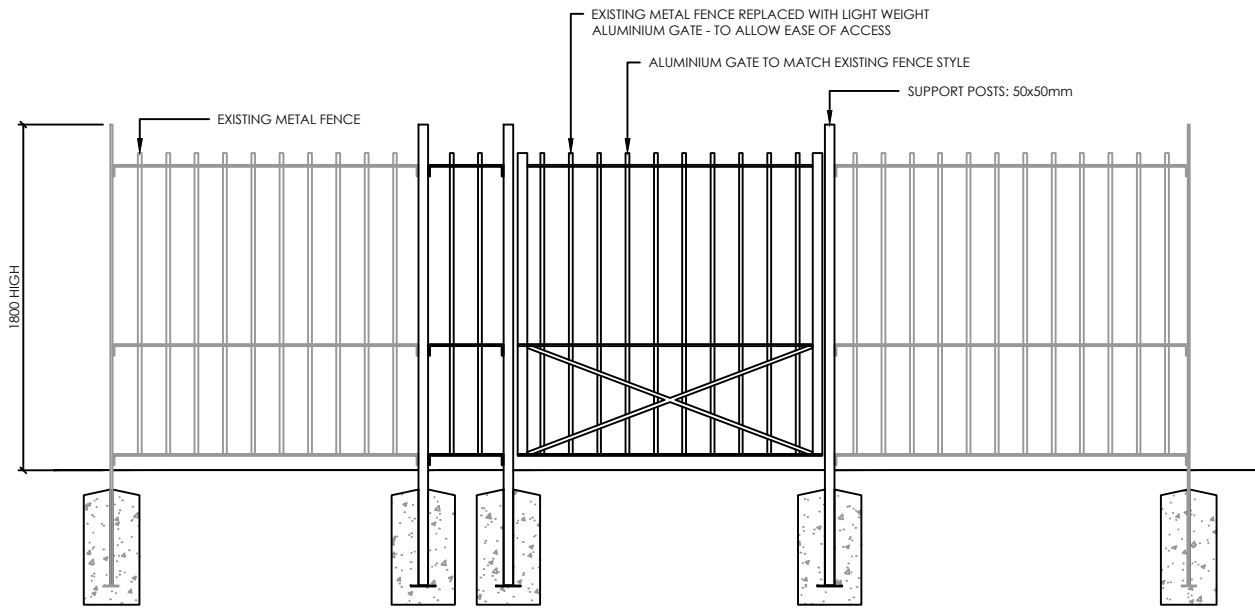 EXISTING METAL FENCE REPLACED WITH LIGHT WEIGHT
ALUMINIUM GATE - TO ALLOW EASE OF ACCESS
ALUMINIUM GATE TO MATCH EXISTING FENCE STYLE
SUPPORT POSTS: 50x50mm
EXISTING METAL FENCE
1800 HIGH